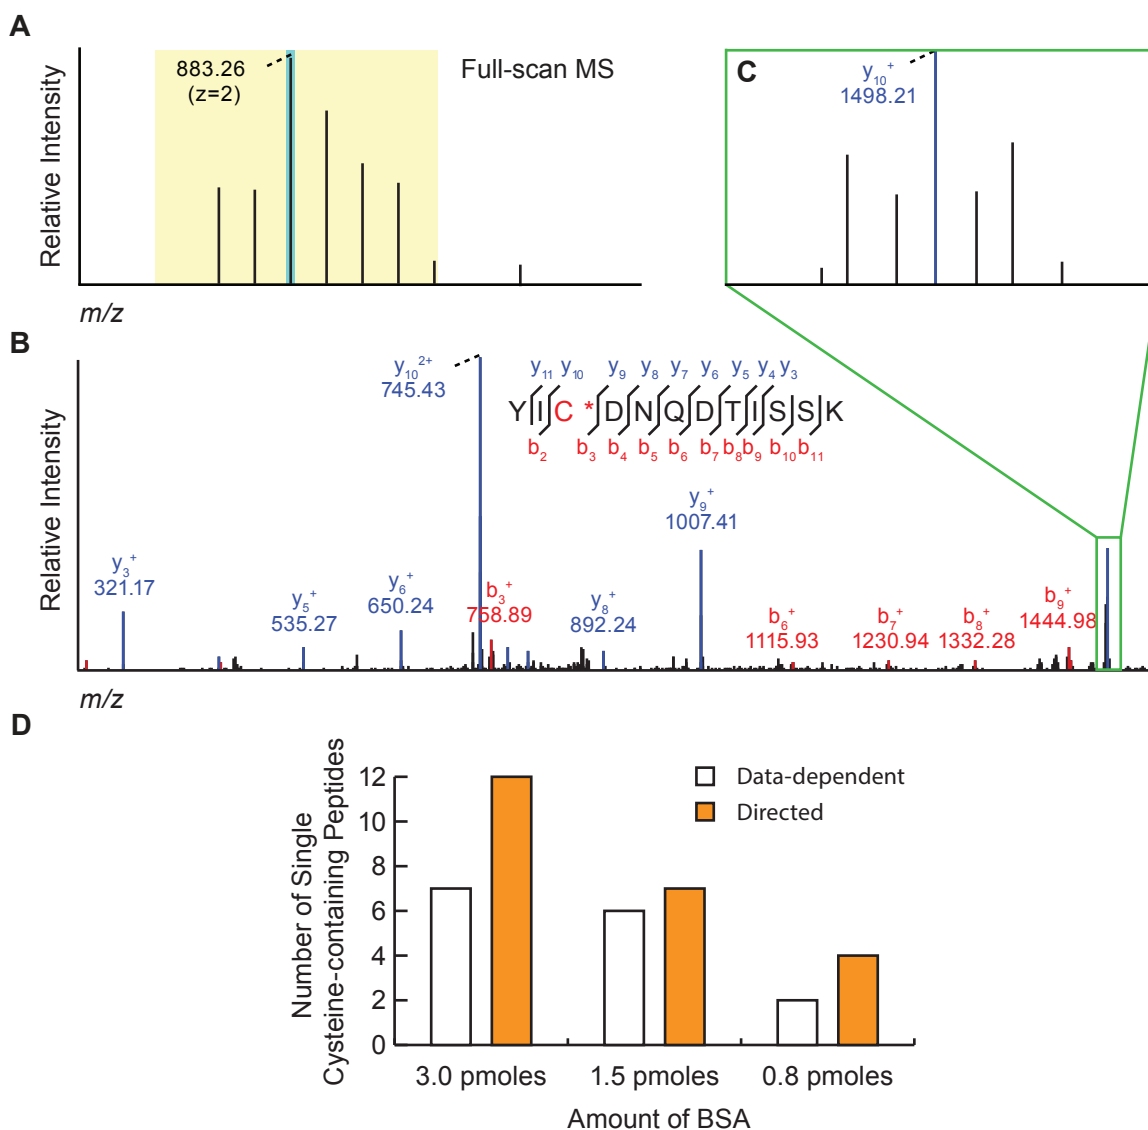 A
Relative Intensity
883.26
(z=2)
Full-scan MS
m/z
C
y10+
1498.21
B
Relative Intensity
y10 2+
745.43
y11 y10 y9 y8 y7 y6 y5 y4 y3
YIC*DNQDTISSK
b2 b3 b4 b5 b6 b7 b8 b9 b10 b11
y3+
321.17
y5+
535.27
y6+
650.24
b3+
758.89
y8+
892.24
y9+
1007.41
b6+
1115.93
b7+
1230.94
b8+
1332.28
b9+
1444.98
m/z
D
Number of Single
Cysteine-containing Peptides
12
10
8
6
4
2
0
Data-dependent
Directed
3.0 pmoles 1.5 pmoles 0.8 pmoles
Amount of BSA